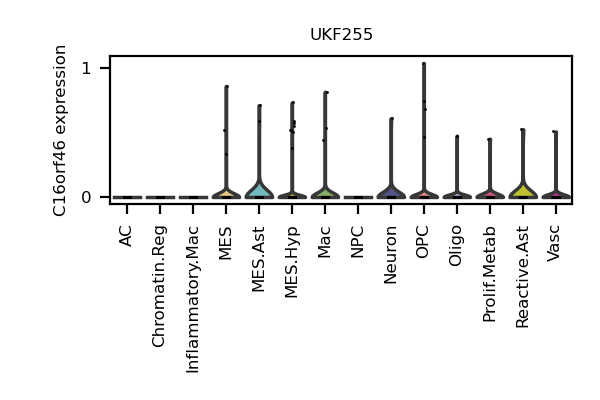 UKF255
C16orf46 expression
1
0
AC
Chromatin.Reg
Inflammatory.Mac
MES
MES.Ast
MES.Hyp
Mac
NPC
Neuron
OPC
Oligo
Prolif.Metab
Reactive.Ast
Vasc